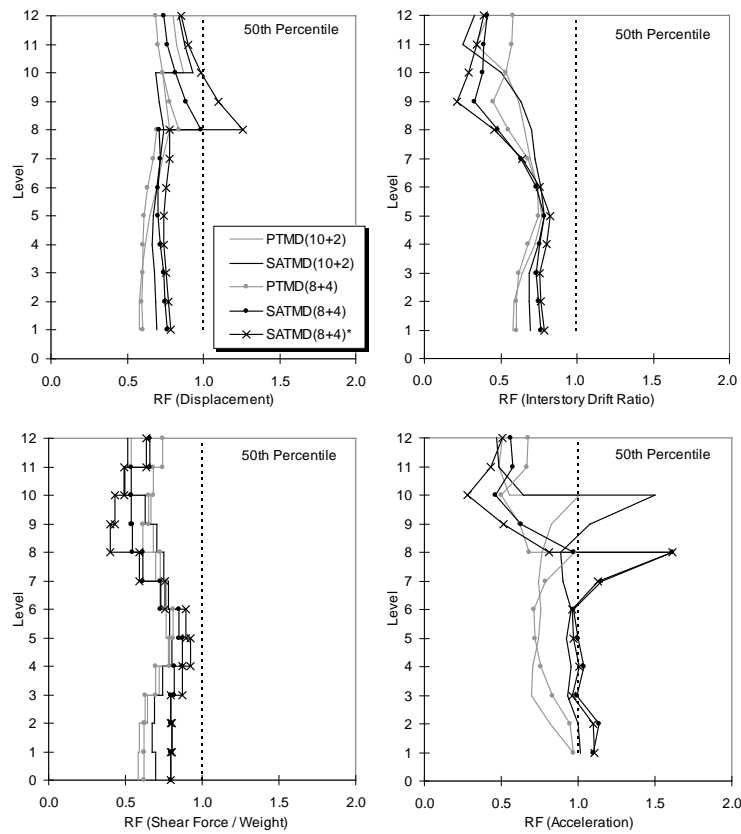 50th Percentile
12
11
10
9
8
7
6
5
4
3
2
1
0
Level
0.0 0.5 1.0 1.5 2.0
RF (Displacement)
PTMD(10+2)
SATMD(10+2)
PTMD(8+4)
SATMD(8+4)
SATMD(8+4)*
50th Percentile
12
11
10
9
8
7
6
5
4
3
2
1
0
Level
0.0 0.5 1.0 1.5 2.0
RF (Interstory Drift Ratio)
50th Percentile
12
11
10
9
8
7
6
5
4
3
2
1
0
Level
0.0 0.5 1.0 1.5 2.0
RF (Shear Force / Weight)
50th Percentile
12
11
10
9
8
7
6
5
4
3
2
1
0
Level
0.0 0.5 1.0 1.5 2.0
RF (Acceleration)